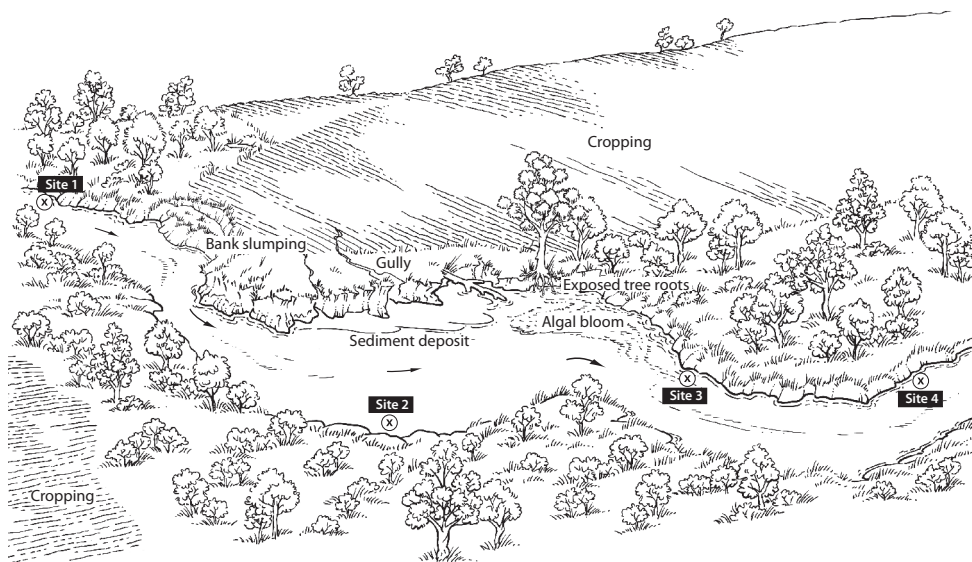 Cropping
Site 1
X
Bank slumping
Gully
Exposed tree roots
Algal bloom
Sediment deposit
Site 3
X
Site 4
X
Site 2
X
Cropping